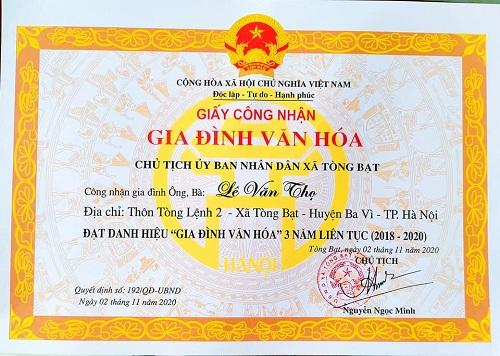 CỘNG HÒA XÃ HỘI CHỦ NGHĨA VIỆT NAM
Độc lập - Tự do - Hạnh phúc
GIẤY CÔNG NHẬN
GIA ĐÌNH VĂN HÓA
CHỦ TỊCH ỦY BAN NHÂN DÂN XÃ TÒNG BẠT
Công nhận gia đình Ông, Bà: Lê Văn Thọ
Địa chỉ: Thôn Tòng Lệnh 2 - Xã Tòng Bạt - Huyện Ba Vì - TP. Hà Nội
ĐẠT DANH HIỆU “GIA ĐÌNH VĂN HÓA” 3 NĂM LIÊN TỤC (2018 - 2020)
Tòng Bạt, ngày 02 tháng 11 năm 2020
CHỦ TỊCH
HÀ NỘI
Quyết định số: 192/QĐ-UBND
Ngày 02 tháng 11 năm 2020
Nguyễn Ngọc Minh